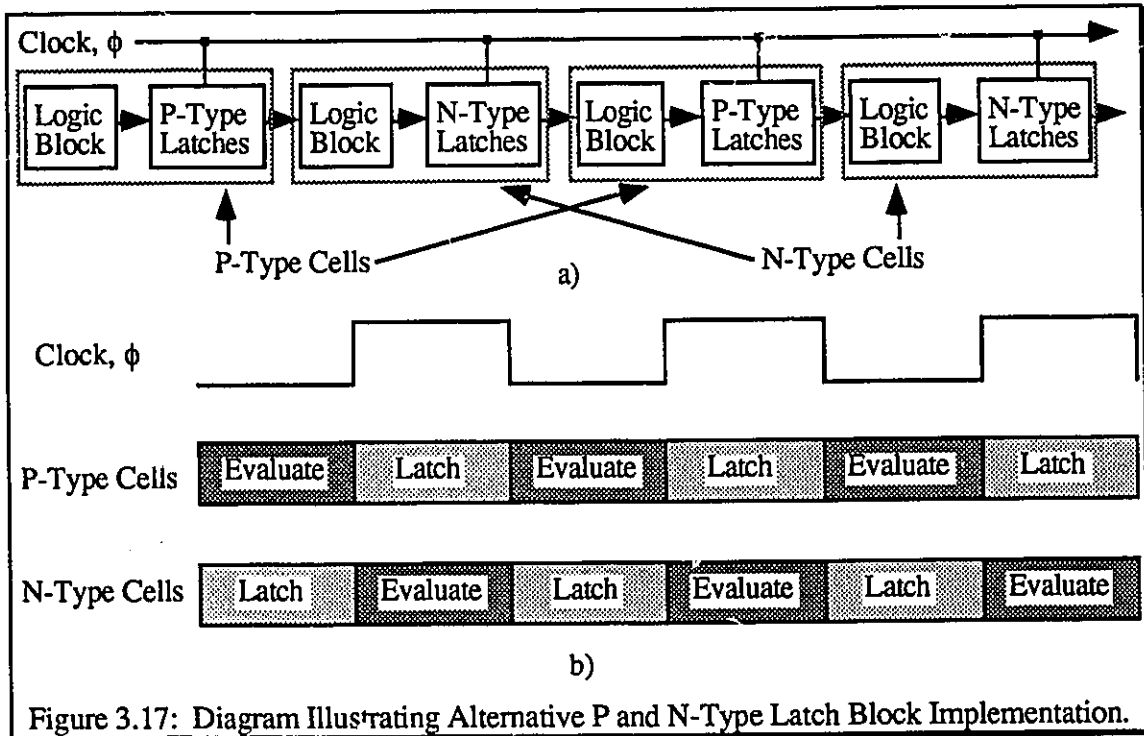 Clock, ϕ
Logic Block
P-Type Latches
Logic Block
N-Type Latches
Logic Block
P-Type Latches
Logic Block
N-Type Latches
P-Type Cells
N-Type Cells
a)
Clock, ϕ
P-Type Cells
Evaluate Latch Evaluate Latch Evaluate Latch
N-Type Cells
Latch Evaluate Latch Evaluate Latch Evaluate
b)
Figure 3.17: Diagram Illustrating Alternative P and N-Type Latch Block Implementation.